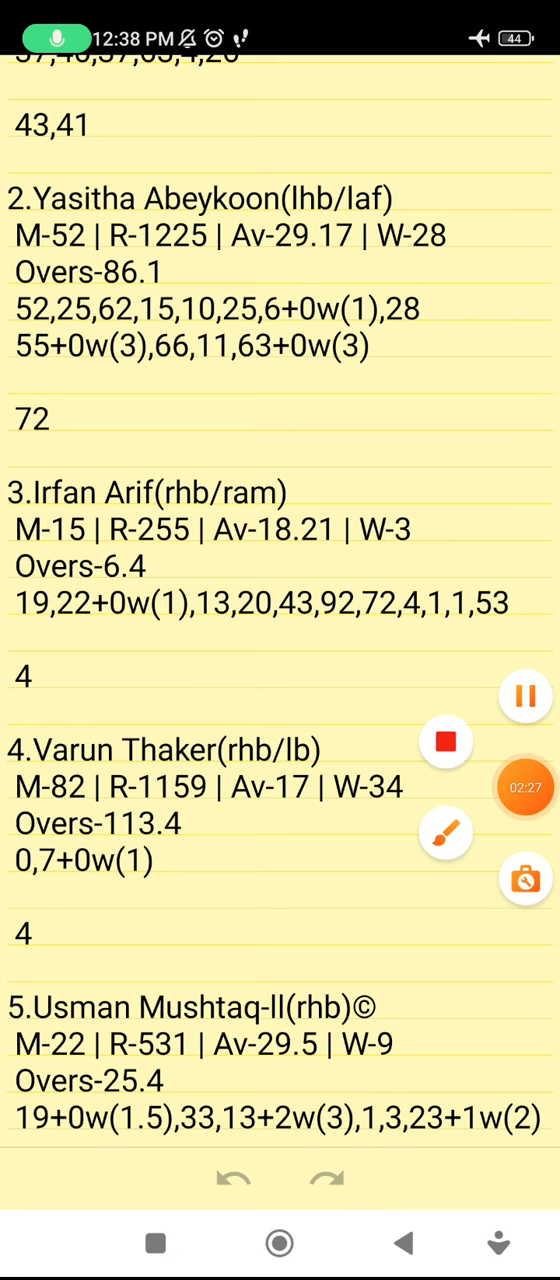 12:38 PM
44
43,41
2.Yasitha Abeykoon(lhb/laf)
M-52 | R-1225 | Av-29.17 | W-28
Overs-86.1
52,25,62,15,10,25,6+0w(1),28
55+0w(3),66,11,63+0w(3)
72
3.Irfan Arif(rhb/ram)
M-15 | R-255 | Av-18.21 | W-3
Overs-6.4
19,22+0w(1),13,20,43,92,72,4,1,1,53
4
4.Varun Thaker(rhb/lb)
M-82 | R-1159 | Av-17 | W-34
Overs-113.4
02:27
0,7+0w(1)
4
5.Usman Mushtaq-ll(rhb)©
M-22 | R-531 | Av-29.5 | W-9
Overs-25.4
19+0w(1.5),33,13+2w(3),1,3,23+1w(2)